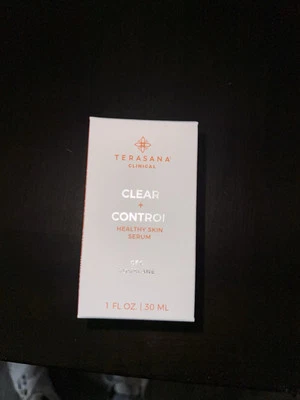 TERASANA
CLINICAL
CLEAR
+
CONTROL
HEALTHY SKIN
SERUM
1 FL OZ. | 30 ML